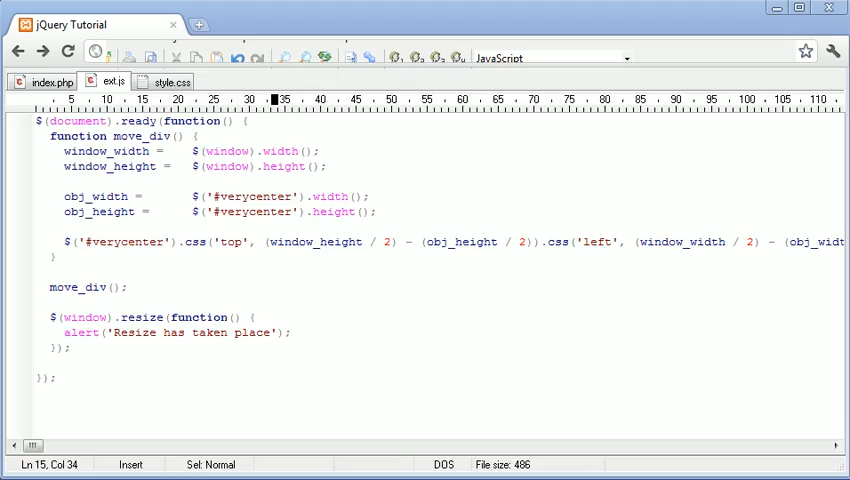 jQuery Tutorial
JavaScript
index.php ext.js style.css
5 10 15 20 25 30 35 40 45 50 55 60 65 70 75 80 85 90 95 100 105 110
$(document).ready(function() {
function move_div() {
window_width = $(window).width();
window_height = $(window).height();
obj_width = $('#verycenter').width();
obj_height = $('#verycenter').height();
$('#verycenter').css('top', (window_height / 2) - (obj_height / 2)).css('left', (window_width / 2) - (obj_widt
}
move_div();
$(window).resize(function() {
alert('Resize has taken place');
});
});
Ln 15, Col 34 Insert Sel: Normal DOS File size: 486